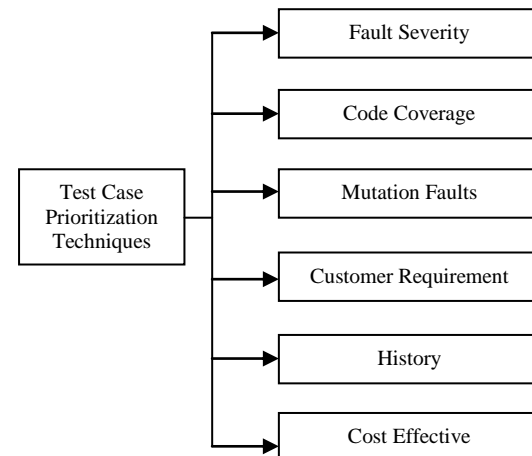 Fault Severity
Code Coverage
Test Case
Prioritization
Techniques
Mutation Faults
Customer Requirement
History
Cost Effective